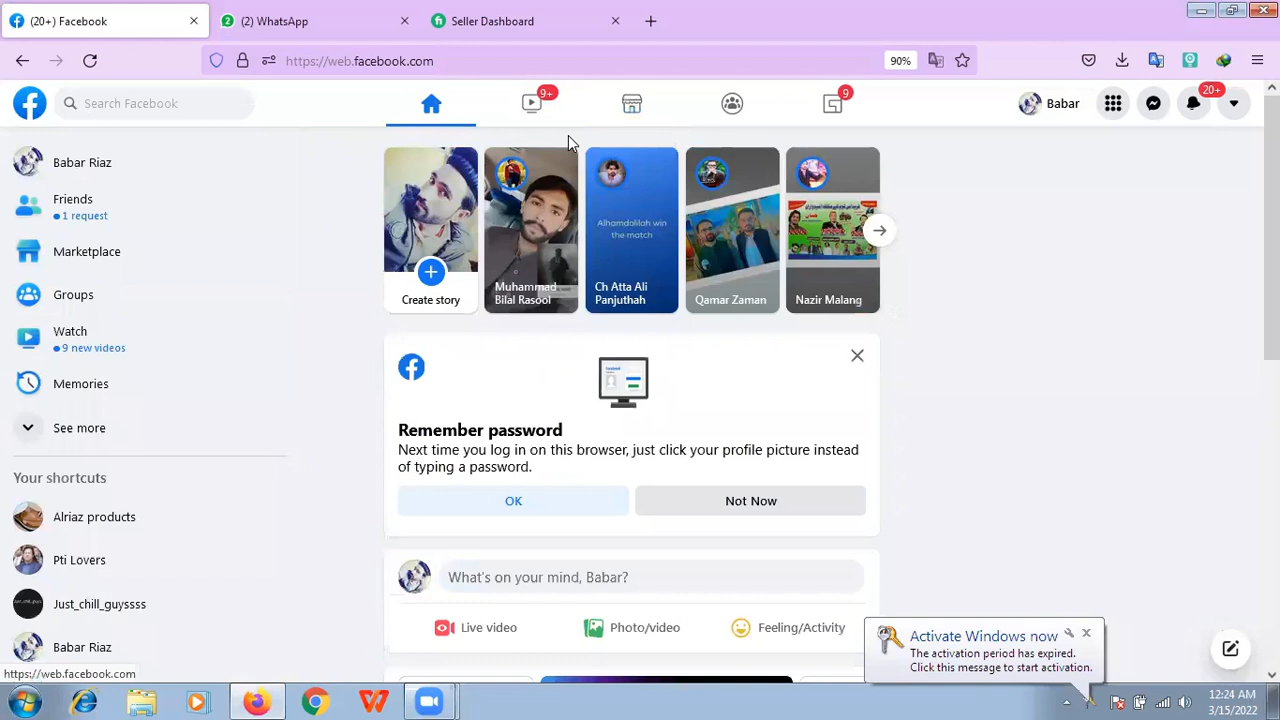 (20+) Facebook
(2) WhatsApp
Seller Dashboard
https://web.facebook.com
90%
Search Facebook
9+
9
Babar
20+
Babar Riaz
Friends
1 request
Marketplace
Groups
Watch
9 new videos
Memories
See more
Your shortcuts
Alriaz products
Pti Lovers
Just_chill_guyssss
Babar Riaz
https://web.facebook.com
Create story
Muhammad
Bilal Rasool
Alhamdolilah win
the match
Ch Atta Ali
Panjuthah
Qamar Zaman
Nazir Malang
Remember password
Next time you log in on this browser, just click your profile picture instead
of typing a password.
OK
Not Now
What's on your mind, Babar?
Live video
Photo/video
Feeling/Activity
Activate Windows now
The activation period has expired.
Click this message to start activation.
12:24 AM
3/15/2022